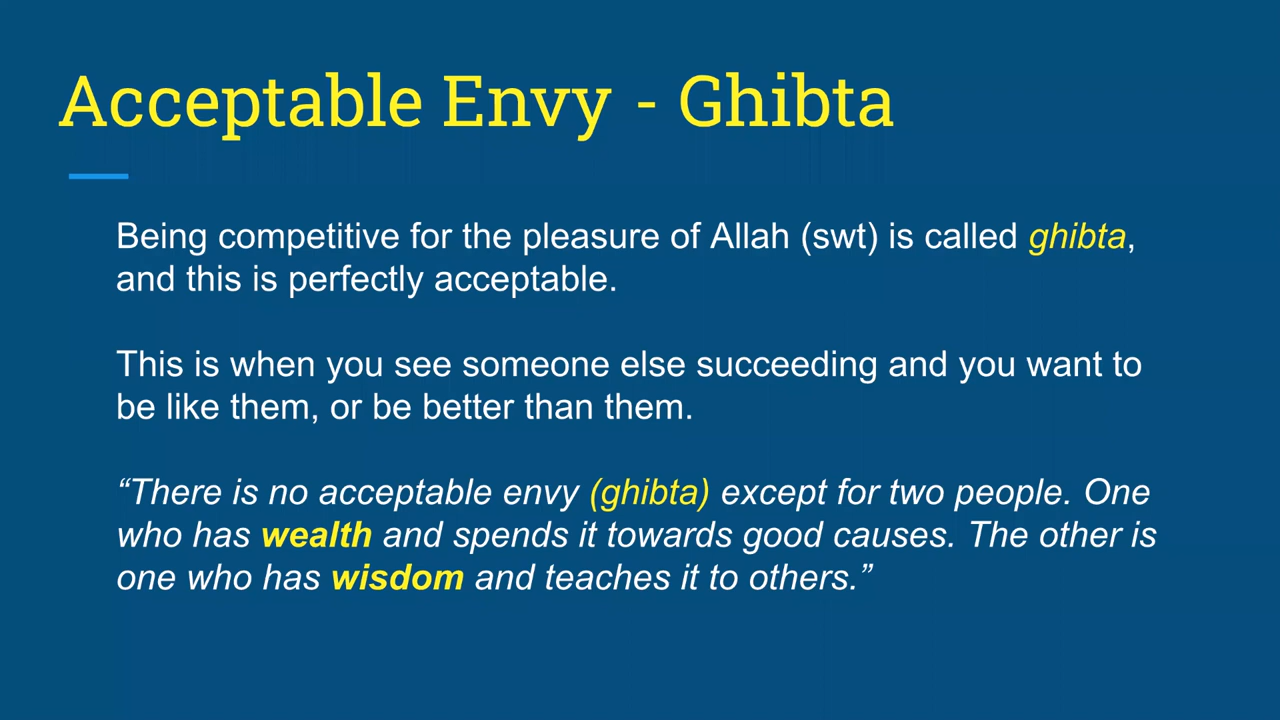 Acceptable Envy - Ghibta
Being competitive for the pleasure of Allah (swt) is called ghibta,
and this is perfectly acceptable.
This is when you see someone else succeeding and you want to
be like them, or be better than them.
“There is no acceptable envy (ghibta) except for two people. One
who has wealth and spends it towards good causes. The other is
one who has wisdom and teaches it to others.”